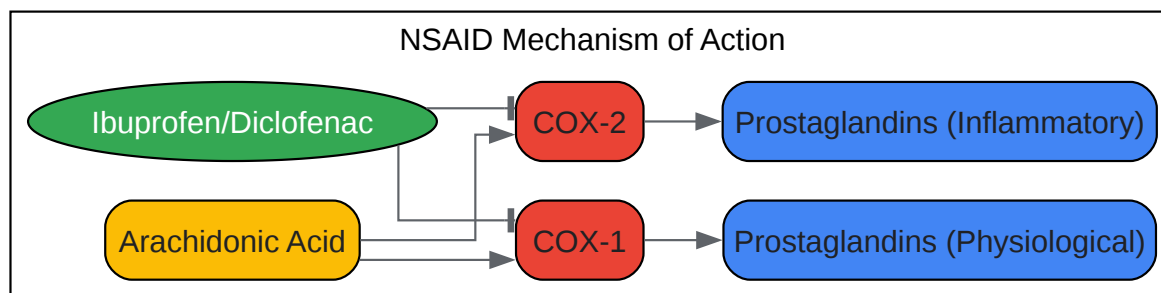 NSAID Mechanism of Action
Ibuprofen/Diclofenac
COX-2
Prostaglandins (Inflammatory)
Arachidonic Acid
COX-1
Prostaglandins (Physiological)